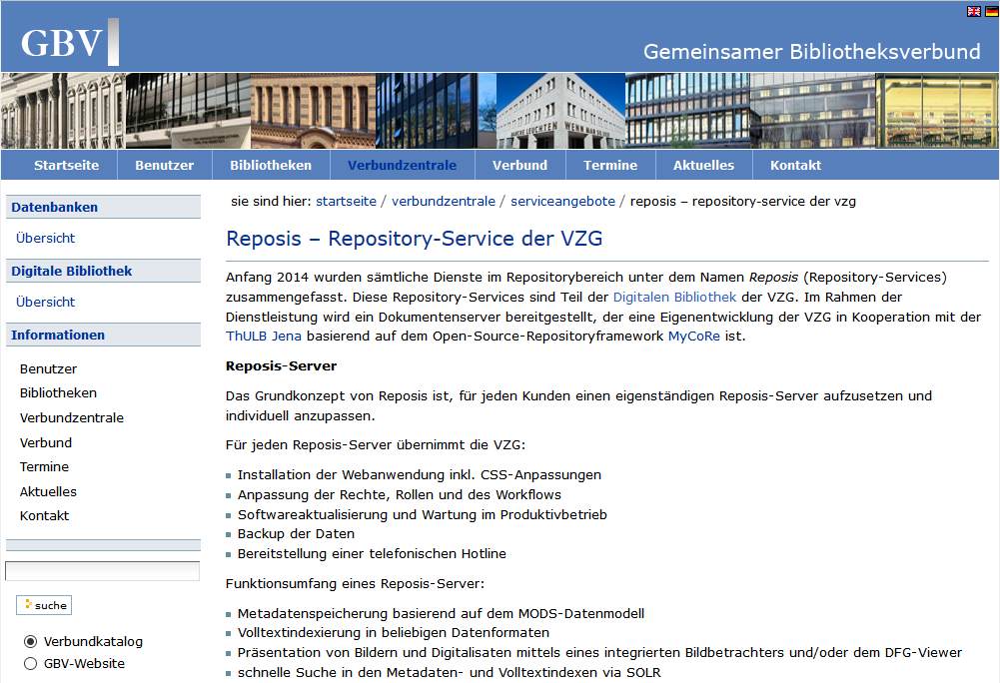 GBV
Gemeinsamer Bibliotheksverbund
MANCHE LEUCHTEN WENN MAN SIE
Startseite Benutzer Bibliotheken Verbundzentrale Verbund Termine Aktuelles Kontakt
Datenbanken
Übersicht
Digitale Bibliothek
Übersicht
Informationen
Benutzer
Bibliotheken
Verbundzentrale
Verbund
Termine
Aktuelles
Kontakt
suche
Verbundkatalog
GBV-Website
sie sind hier: startseite / verbundzentrale / serviceangebote / reposis – repository-service der vzg
Reposis – Repository-Service der VZG
Anfang 2014 wurden sämtliche Dienste im Repositorybereich unter dem Namen Reposis (Repository-Services)
zusammengefasst. Diese Repository-Services sind Teil der Digitalen Bibliothek der VZG. Im Rahmen der
Dienstleistung wird ein Dokumentenserver bereitgestellt, der eine Eigenentwicklung der VZG in Kooperation mit der
ThULB Jena basierend auf dem Open-Source-Repositoryframework MyCoRe ist.
Reposis-Server
Das Grundkonzept von Reposis ist, für jeden Kunden einen eigenständigen Reposis-Server aufzusetzen und
individuell anzupassen.
Für jeden Reposis-Server übernimmt die VZG:
Installation der Webanwendung inkl. CSS-Anpassungen
Anpassung der Rechte, Rollen und des Workflows
Softwareaktualisierung und Wartung im Produktivbetrieb
Backup der Daten
Bereitstellung einer telefonischen Hotline
Funktionsumfang eines Reposis-Server:
Metadatenspeicherung basierend auf dem MODS-Datenmodell
Volltextindexierung in beliebigen Datenformaten
Präsentation von Bildern und Digitalisaten mittels eines integrierten Bildbetrachters und/oder dem DFG-Viewer
schnelle Suche in den Metadaten- und Volltextindexen via SOLR